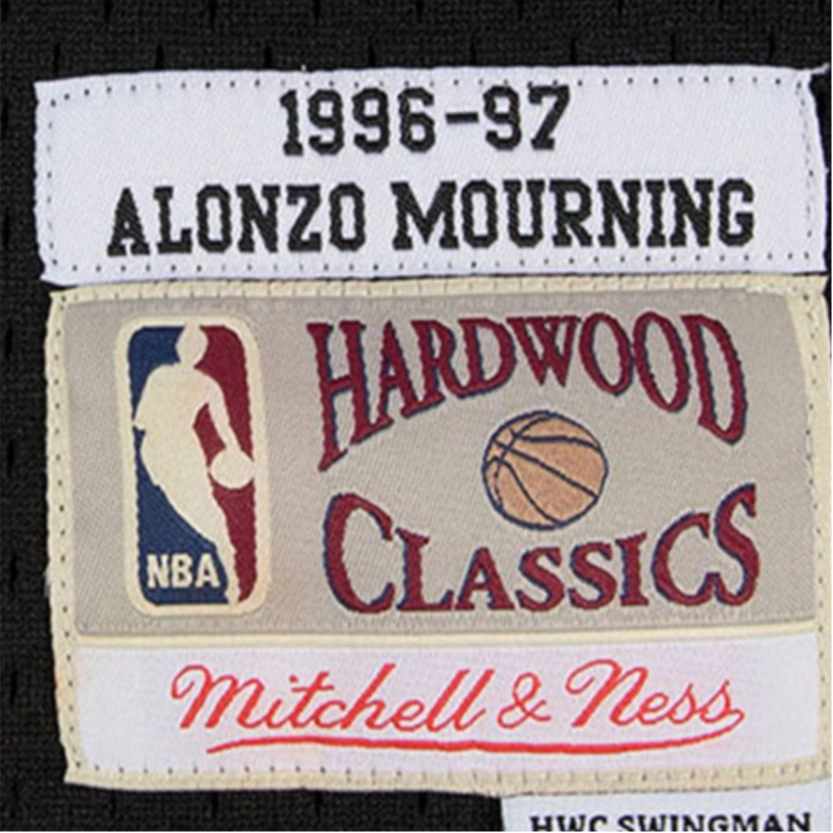 1996-97
ALONZO MOURNING
HARDWOOD
CLASSICS
NBA
Mitchell & Ness
HWC SWINGMAN